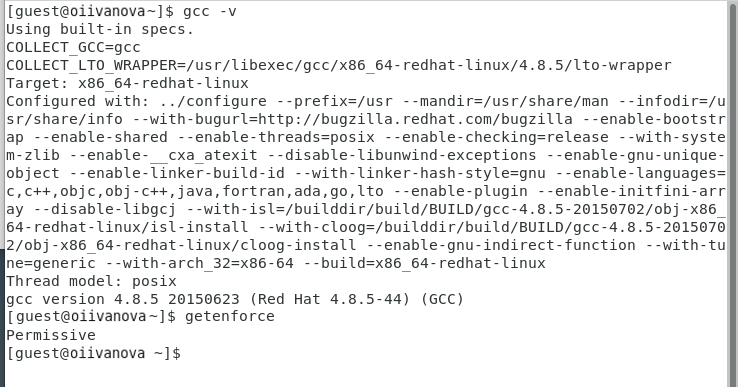 [guest@oiivanova~]$ gcc -v
Using built-in specs.
COLLECT_GCC=gcc
COLLECT_LTO_WRAPPER=/usr/libexec/gcc/x86_64-redhat-linux/4.8.5/lto-wrapper
Target: x86_64-redhat-linux
Configured with: ../configure --prefix=/usr --mandir=/usr/share/man --infodir=/u
sr/share/info --with-bugurl=http://bugzilla.redhat.com/bugzilla --enable-bootstr
ap --enable-shared --enable-threads=posix --enable-checking=release --with-syste
m-zlib --enable-__cxa_atexit --disable-libunwind-exceptions --enable-gnu-unique-
object --enable-linker-build-id --with-linker-hash-style=gnu --enable-languages=
c,c++,objc,obj-c++,java,fortran,ada,go,lto --enable-plugin --enable-initfini-arr
ay --disable-libgcj --with-isl=/builddir/build/BUILD/gcc-4.8.5-20150702/obj-x86_
64-redhat-linux/isl-install --with-cloog=/builddir/build/BUILD/gcc-4.8.5-2015070
2/obj-x86_64-redhat-linux/cloog-install --enable-gnu-indirect-function --with-tu
ne=generic --with-arch_32=x86-64 --build=x86_64-redhat-linux
Thread model: posix
gcc version 4.8.5 20150623 (Red Hat 4.8.5-44) (GCC)
[guest@oiivanova~]$ getenforce
Permissive
[guest@oiivanova ~]$